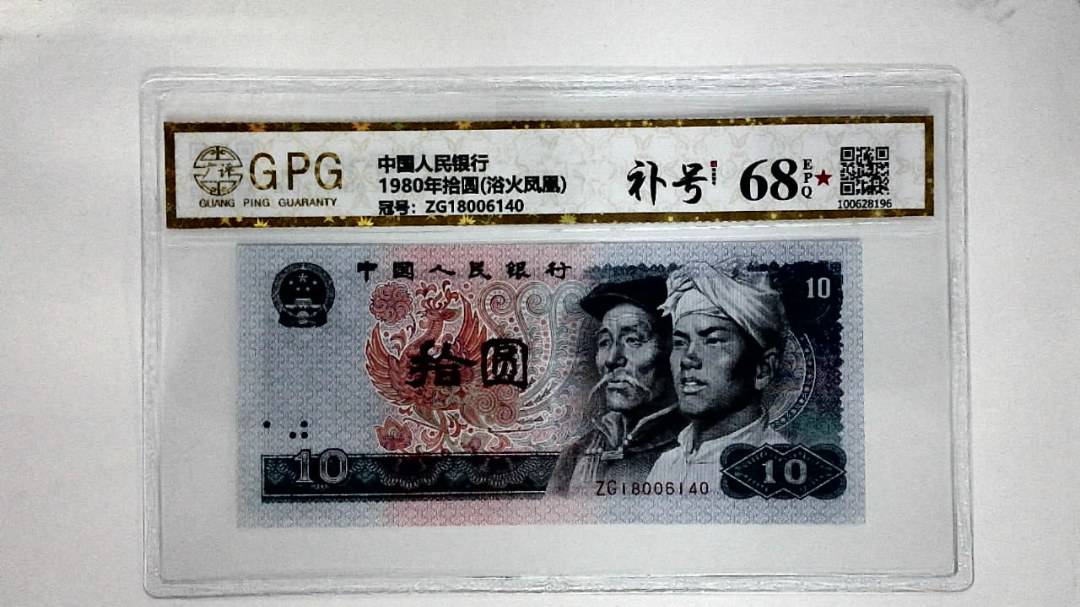 广评
GPG
GUANG PING GUARANTY
中国人民银行
1980年拾圆(浴火凤凰)
冠号: ZG18006140
补号
68
EPQ
100628196
中国人民银行
10
拾圆
10
ZG18006140
10